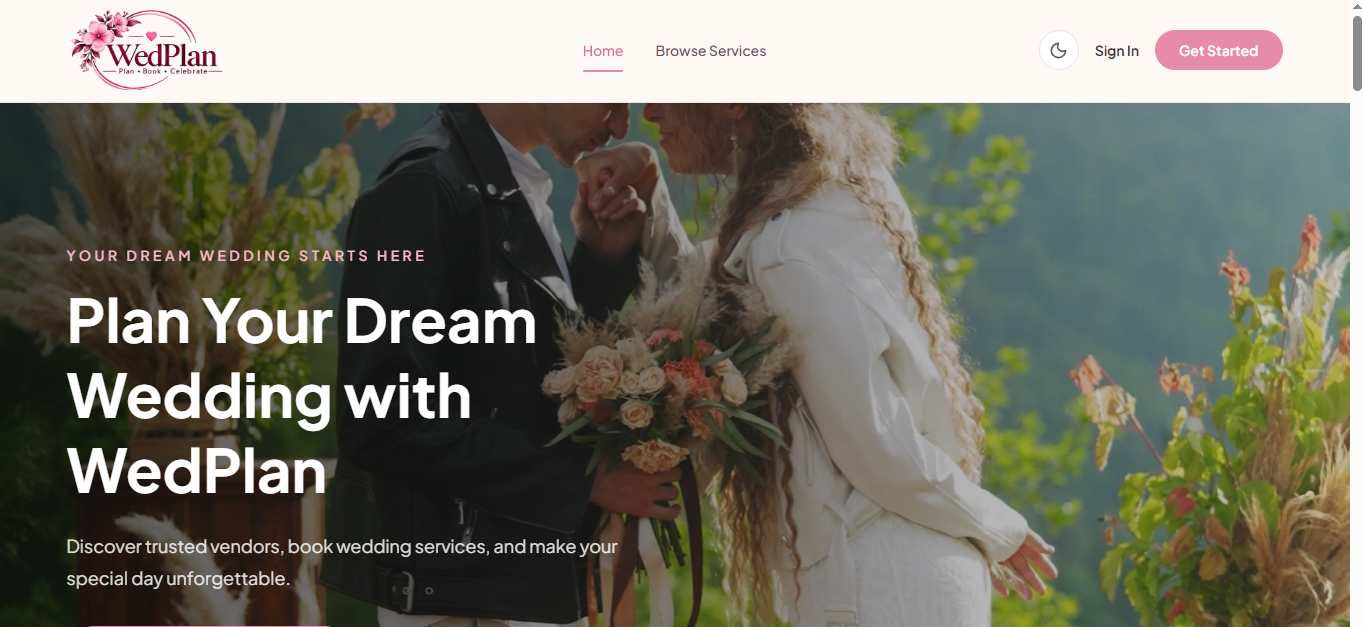 WedPlan
Plan • Book • Celebrate
Home
Browse Services
Sign In
Get Started
YOUR DREAM WEDDING STARTS HERE
Plan Your Dream
Wedding with
WedPlan
Discover trusted vendors, book wedding services, and make your
special day unforgettable.